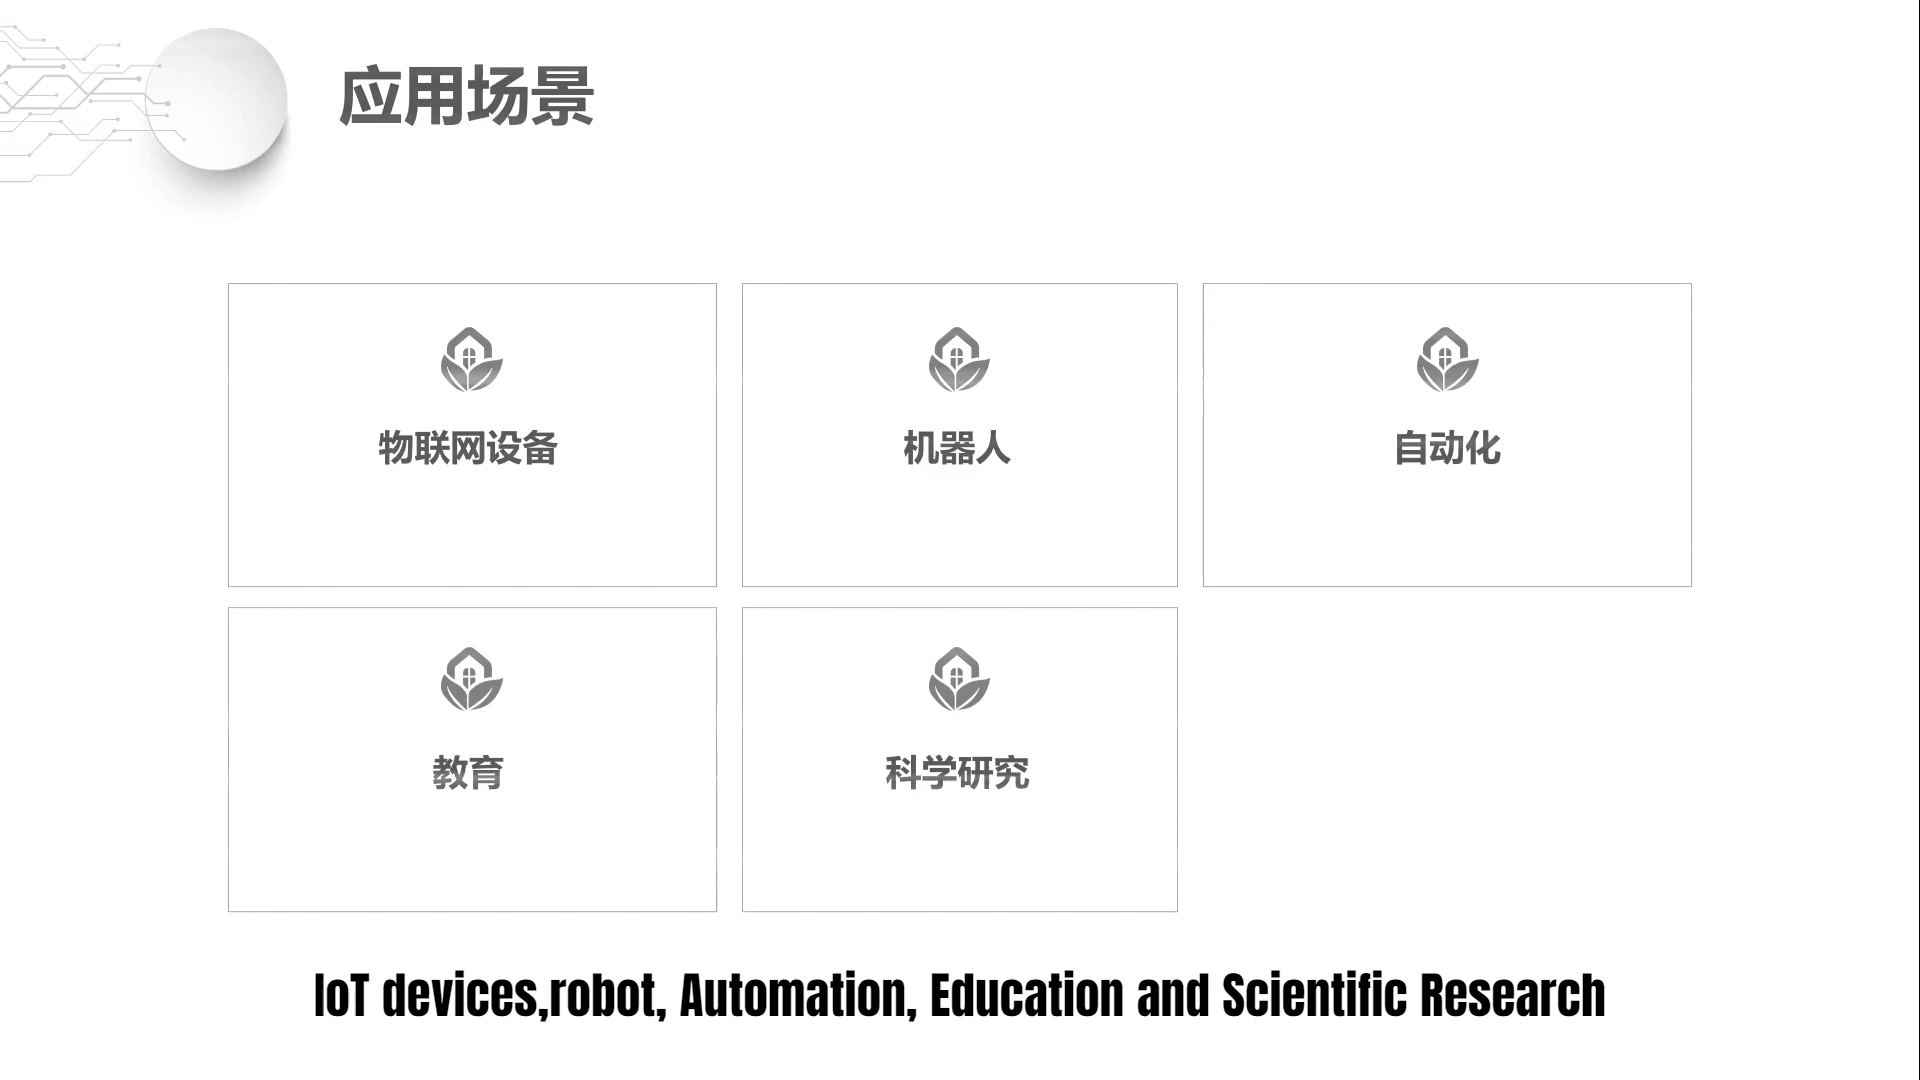 应用场景
物联网设备
机器人
自动化
教育
科学研究
IoT devices,robot, Automation, Education and Scientific Research